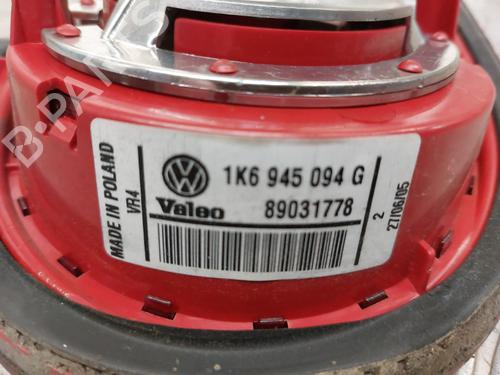 B-PARTS
MADE IN POLAND
VR4
1K6 945 094 G
Valeo 89031778
2
27/06/05